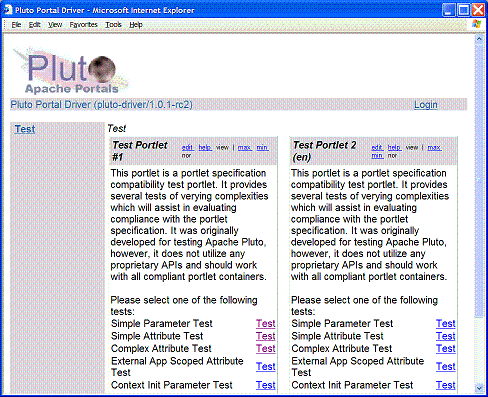 Pluto Portal Driver - Microsoft Internet Explorer
File Edit View Favorites Tools Help
Pluto
Apache Portals
Pluto Portal Driver (pluto-driver/1.0.1-rc2) Login
Test
Test
Test Portlet #1 edit help view | max min nor
This portlet is a portlet specification
compatibility test portlet. It provides
several tests of verying complexities
which will assist in evaluating
compliance with the portlet
specification. It was originally
developed for testing Apache Pluto,
however, it does not utilize any
proprietary APIs and should work
with all compliant portlet containers.
Please select one of the following
tests:
Simple Parameter Test Test
Simple Attribute Test Test
Complex Attribute Test Test
External App Scoped Attribute
Test Test
Context Init Parameter Test Test
Test Portlet 2 (en) edit help view | max min nor
This portlet is a portlet specification
compatibility test portlet. It provides
several tests of verying complexities
which will assist in evaluating
compliance with the portlet
specification. It was originally
developed for testing Apache Pluto,
however, it does not utilize any
proprietary APIs and should work
with all compliant portlet containers.
Please select one of the following
tests:
Simple Parameter Test Test
Simple Attribute Test Test
Complex Attribute Test Test
External App Scoped Attribute
Test Test
Context Init Parameter Test Test